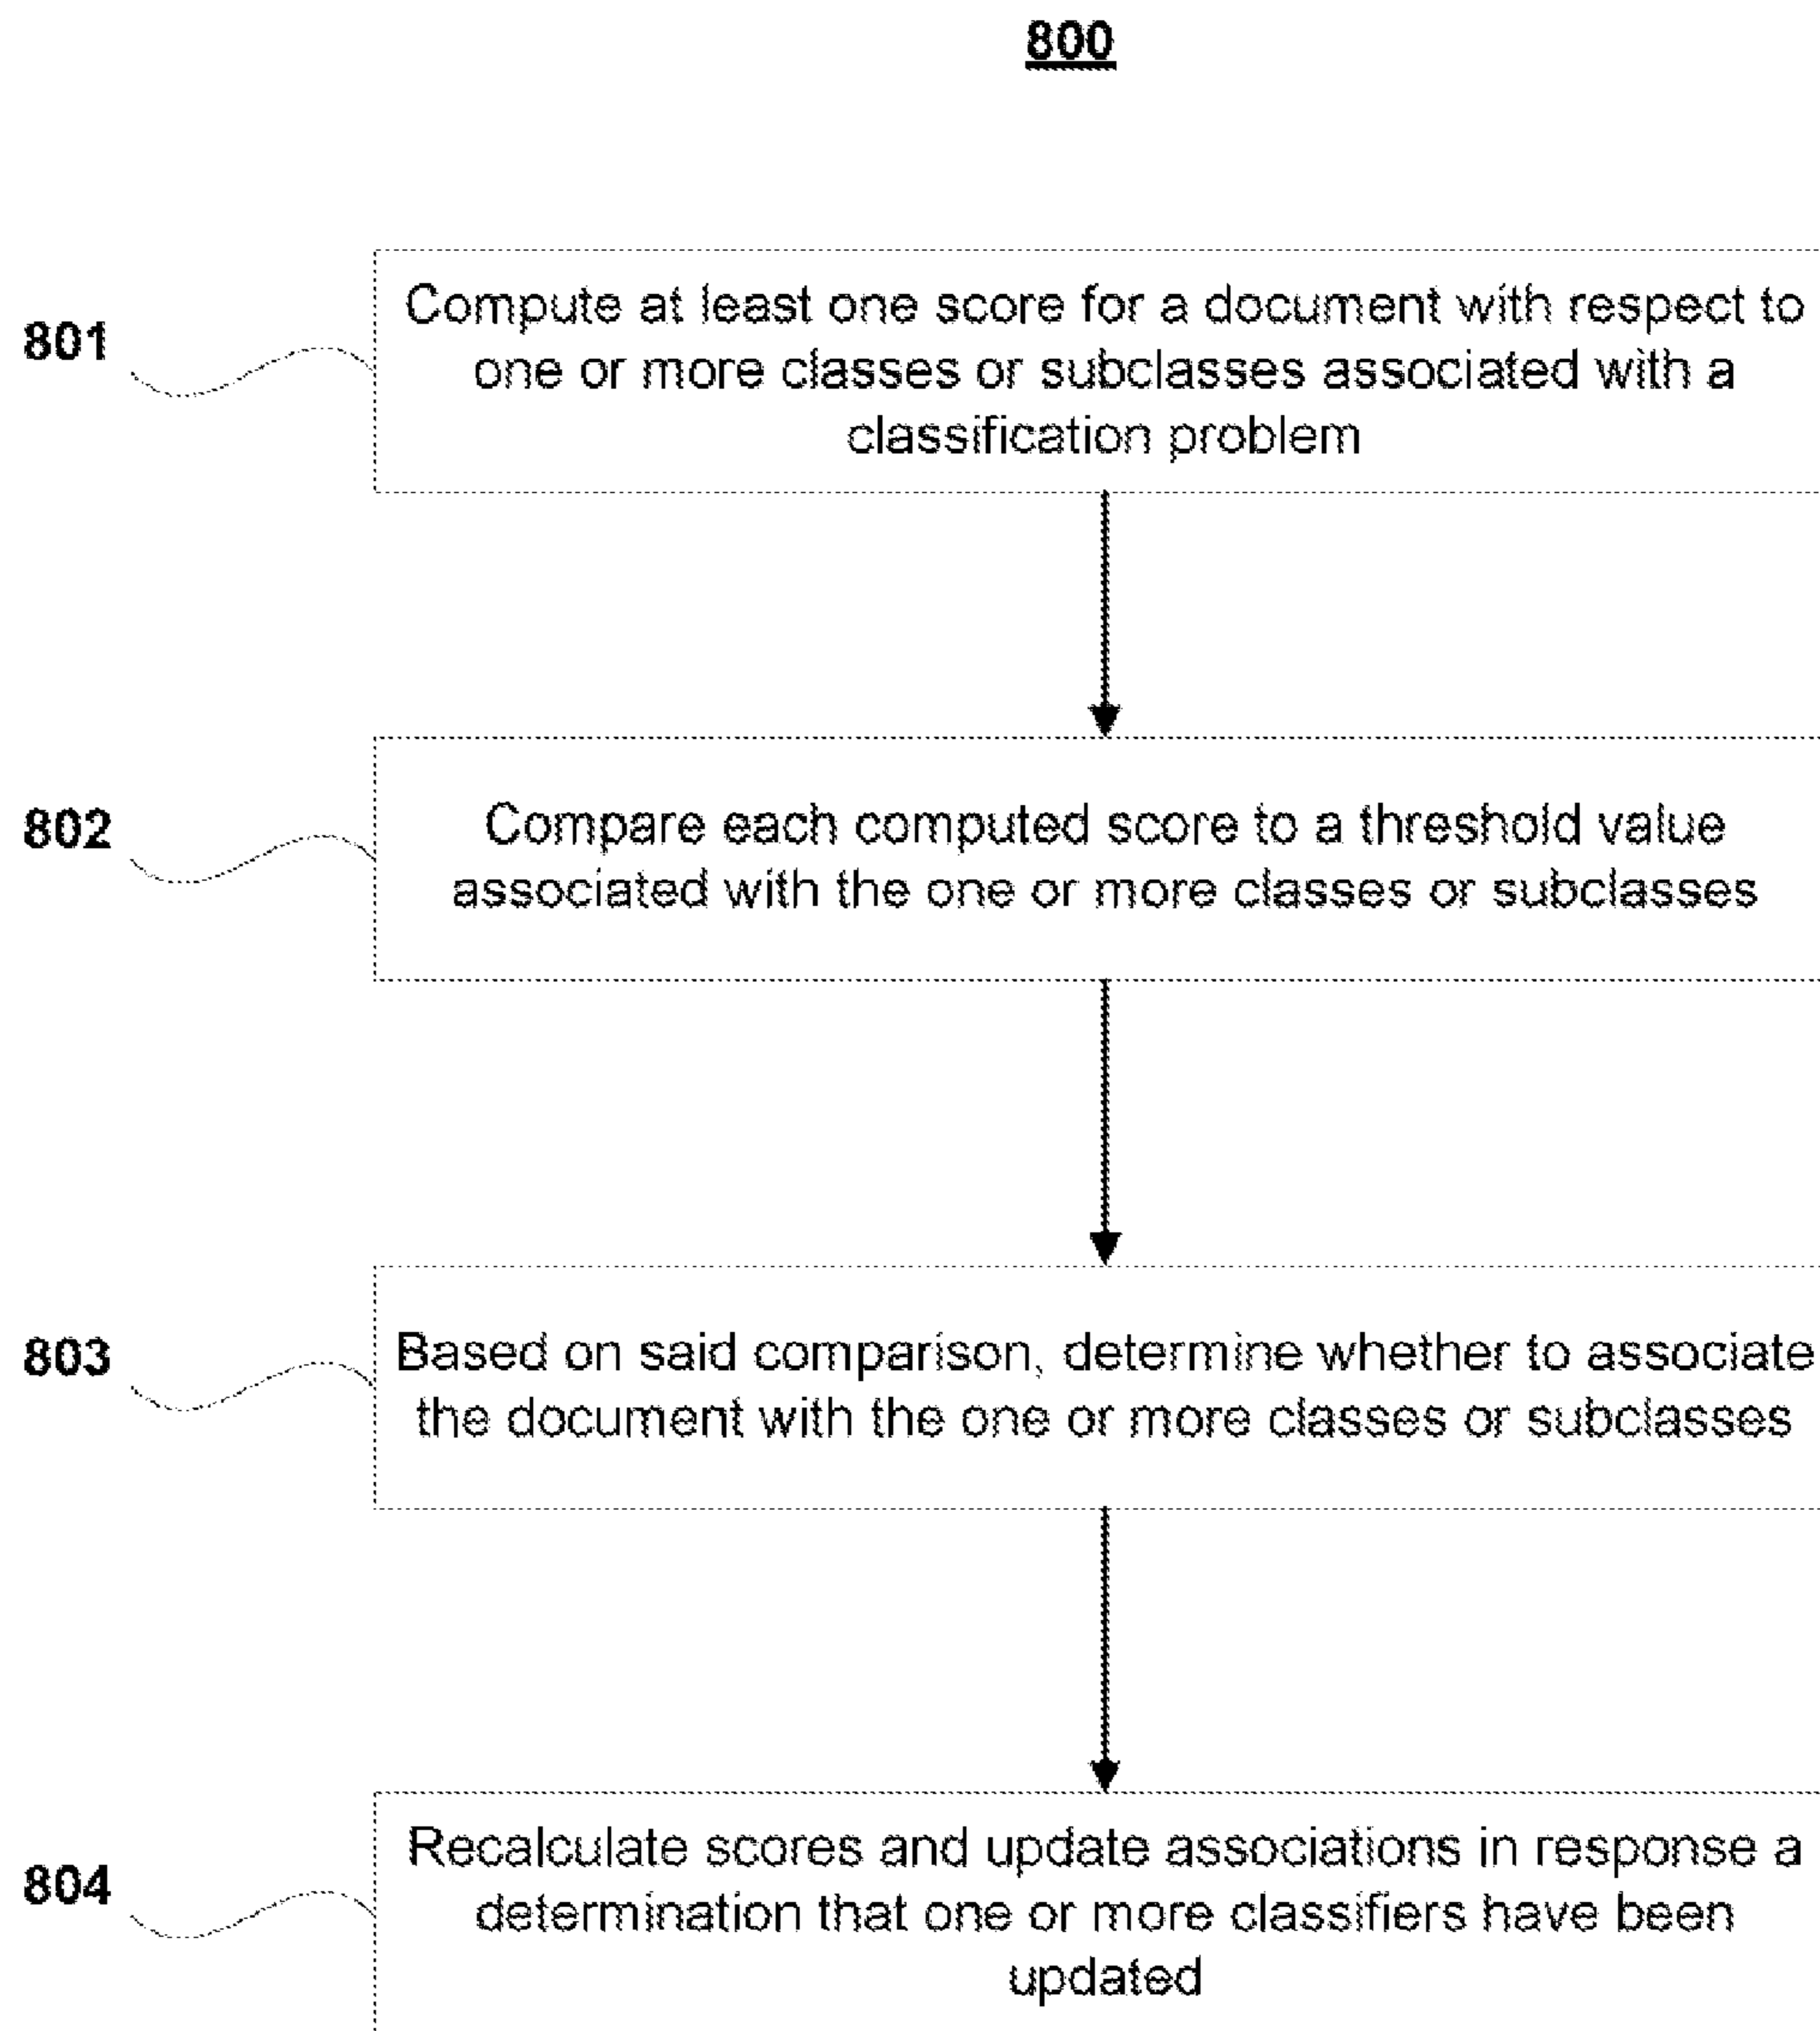 800
801
Compute at least one score for a document with respect to
one or more classes or subclasses associated with a
classification problem
802
Compare each computed score to a threshold value
associated with the one or more classes or subclasses
803
Based on said comparison, determine whether to associate
the document with the one or more classes or subclasses
804
Recalculate scores and update associations in response a
determination that one or more classifiers have been
updated